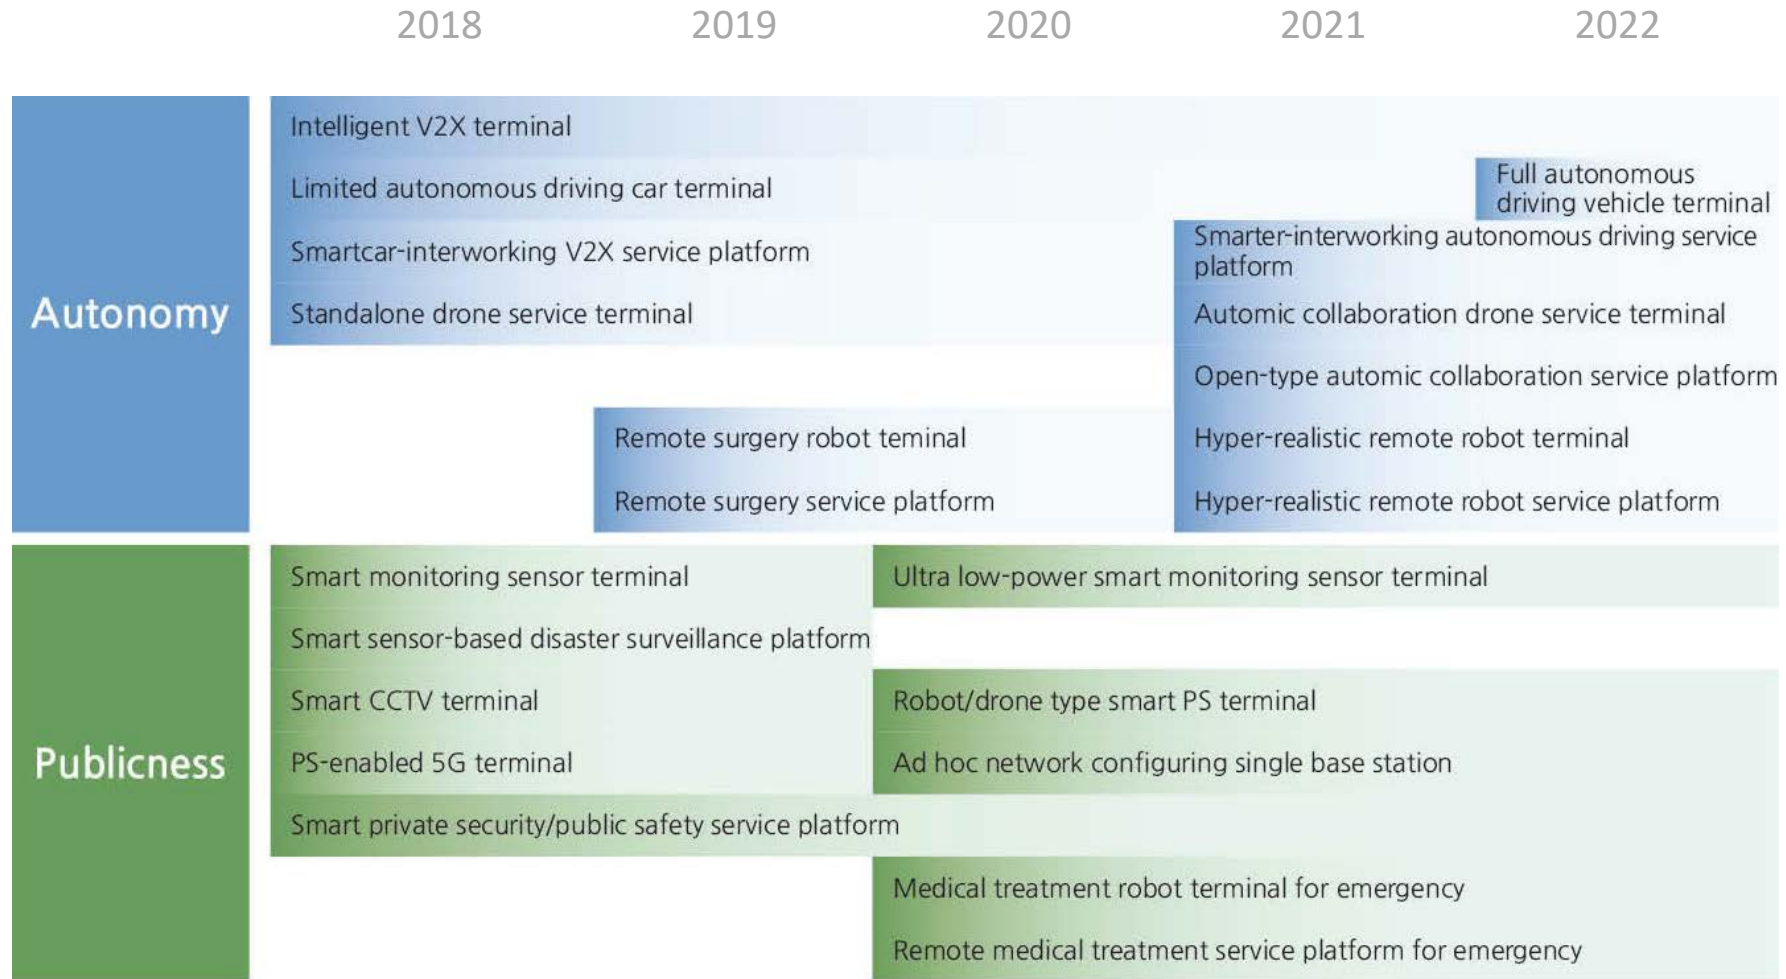 2018 2019 2020 2021 2022
Autonomy
Intelligent V2X terminal
Limited autonomous driving car terminal
Full autonomous
driving vehicle terminal
Smartcar-interworking V2X service platform
Smarter-interworking autonomous driving service
platform
Standalone drone service terminal
Automic collaboration drone service terminal
Open-type automic collaboration service platform
Remote surgery robot teminal
Hyper-realistic remote robot terminal
Remote surgery service platform
Hyper-realistic remote robot service platform
Publicness
Smart monitoring sensor terminal
Ultra low-power smart monitoring sensor terminal
Smart sensor-based disaster surveillance platform
Smart CCTV terminal
Robot/drone type smart PS terminal
PS-enabled 5G terminal
Ad hoc network configuring single base station
Smart private security/public safety service platform
Medical treatment robot terminal for emergency
Remote medical treatment service platform for emergency